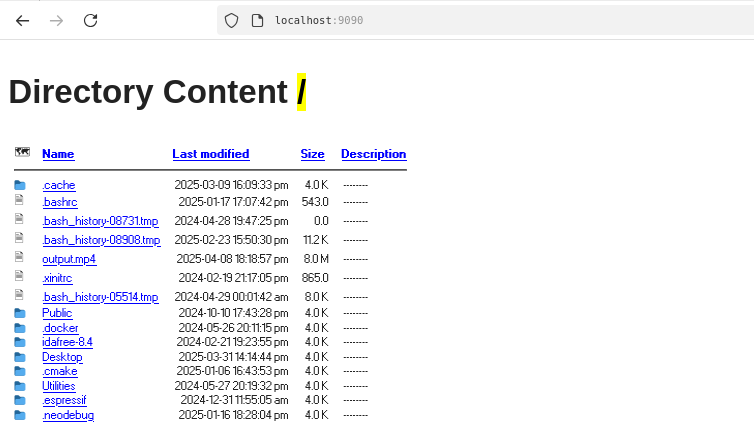 localhost:9090
Directory Content /
Name Last modified Size Description
.cache 2025-03-09 16:09:33 pm 4.0 K --------
.bashrc 2025-01-17 17:07:42 pm 543.0 --------
.bash_history-08731.tmp 2024-04-28 19:47:25 pm 0.0 --------
.bash_history-08908.tmp 2025-02-23 15:50:30 pm 11.2 K --------
output.mp4 2025-04-08 18:18:57 pm 8.0 M --------
.xinitrc 2024-02-19 21:17:05 pm 865.0 --------
.bash_history-05514.tmp 2024-04-29 00:01:42 am 8.0 K --------
Public 2024-10-10 17:43:28 pm 4.0 K --------
.docker 2024-05-26 20:11:15 pm 4.0 K --------
idafree-8.4 2024-02-21 19:23:55 pm 4.0 K --------
Desktop 2025-03-31 14:14:44 pm 4.0 K --------
.cmake 2025-01-06 16:43:53 pm 4.0 K --------
Utilities 2024-05-27 20:19:32 pm 4.0 K --------
.espressif 2024-12-31 11:55:05 am 4.0 K --------
.neodebug 2025-01-16 18:28:04 pm 4.0 K --------